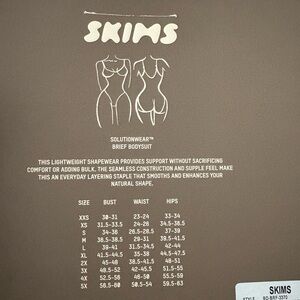 SKIMS
SOLUTIONWEAR™
BRIEF BODYSUIT
THIS LIGHTWEIGHT SHAPEWEAR PROVIDES SUPPORT WITHOUT SACRIFICING
COMFORT OR ADDING BULK. THE SEAMLESS CONSTRUCTION AND SUPPLE FEEL MAKE
THIS AN EVERYDAY LAYERING STAPLE THAT SMOOTHS AND ENHANCES YOUR
NATURAL SHAPE.
SIZE BUST WAIST HIPS
XXS 30-31 23-24 33-34
XS 31.5-33.5 24-26 34.5-36.5
S 34-36 26.5-28.5 37-39
M 36.5-38.5 29-31 39.5-41.5
L 39-41 31.5-34.5 42-44
XL 41.5-44.5 35-38 44.5-47.5
2X 45-48 38.5-41.5 48-51
3X 48.5-52 42-45.5 51.5-55
4X 52.5-56 46-50 55.5-59
5X 56.5-60 50.5-54 59.5-63
SKIMS